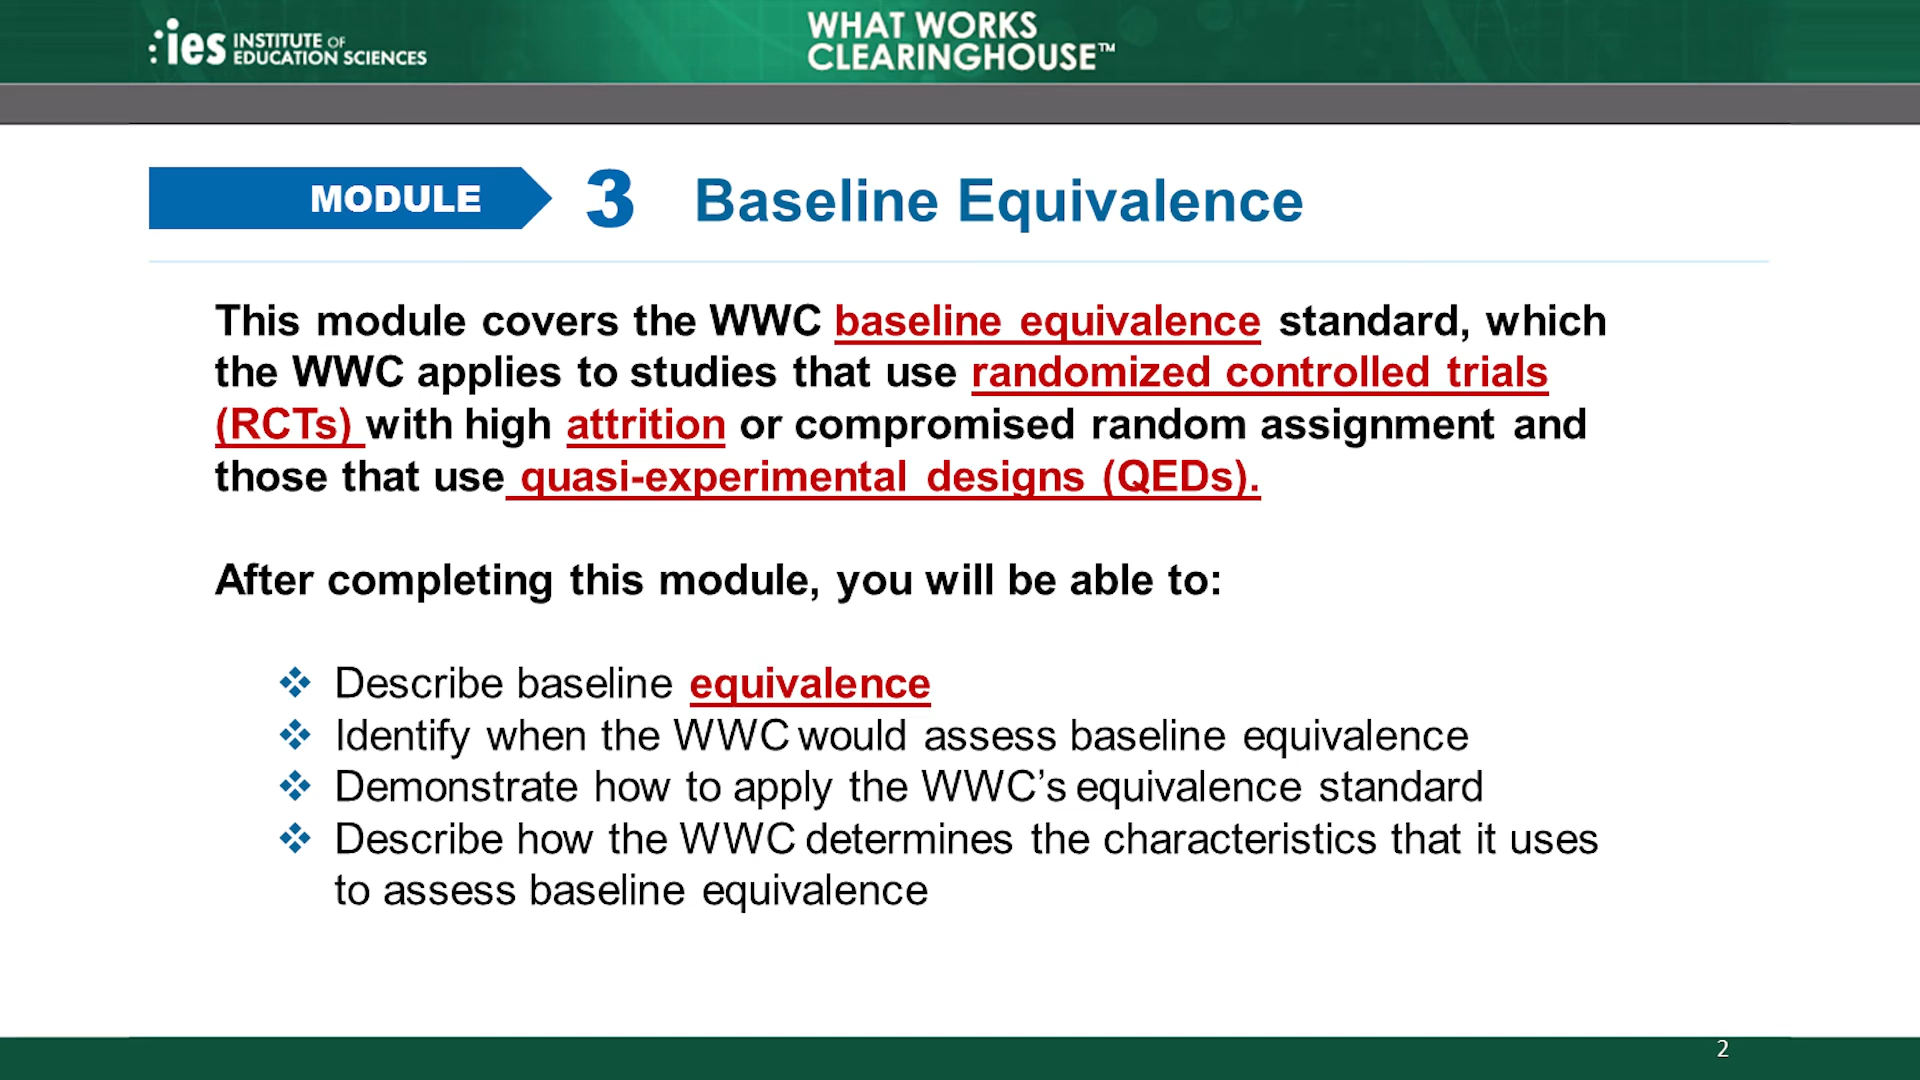 ies INSTITUTE OF
EDUCATION SCIENCES
WHAT WORKS
CLEARINGHOUSE™
MODULE 3 Baseline Equivalence
This module covers the WWC baseline equivalence standard, which
the WWC applies to studies that use randomized controlled trials
(RCTs) with high attrition or compromised random assignment and
those that use quasi-experimental designs (QEDs).
After completing this module, you will be able to:
❖ Describe baseline equivalence
❖ Identify when the WWC would assess baseline equivalence
❖ Demonstrate how to apply the WWC’s equivalence standard
❖ Describe how the WWC determines the characteristics that it uses
to assess baseline equivalence
2